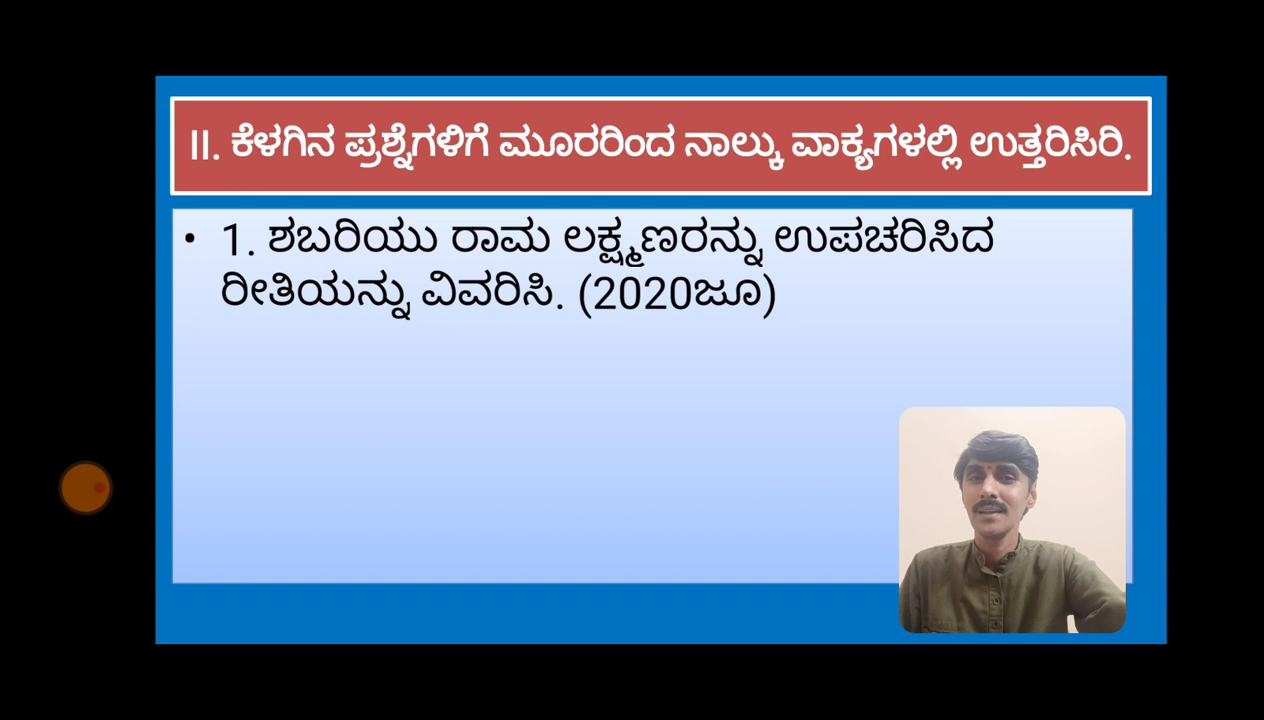 II. ಕೆಳಗಿನ ಪ್ರಶ್ನೆಗಳಿಗೆ ಮೂರರಿಂದ ನಾಲ್ಕು ವಾಕ್ಯಗಳಲ್ಲಿ ಉತ್ತರಿಸಿರಿ.
• 1. ಶಬರಿಯು ರಾಮ ಲಕ್ಷ್ಮಣರನ್ನು ಉಪಚರಿಸಿದ
ರೀತಿಯನ್ನು ವಿವರಿಸಿ. (2020ಜೂ)